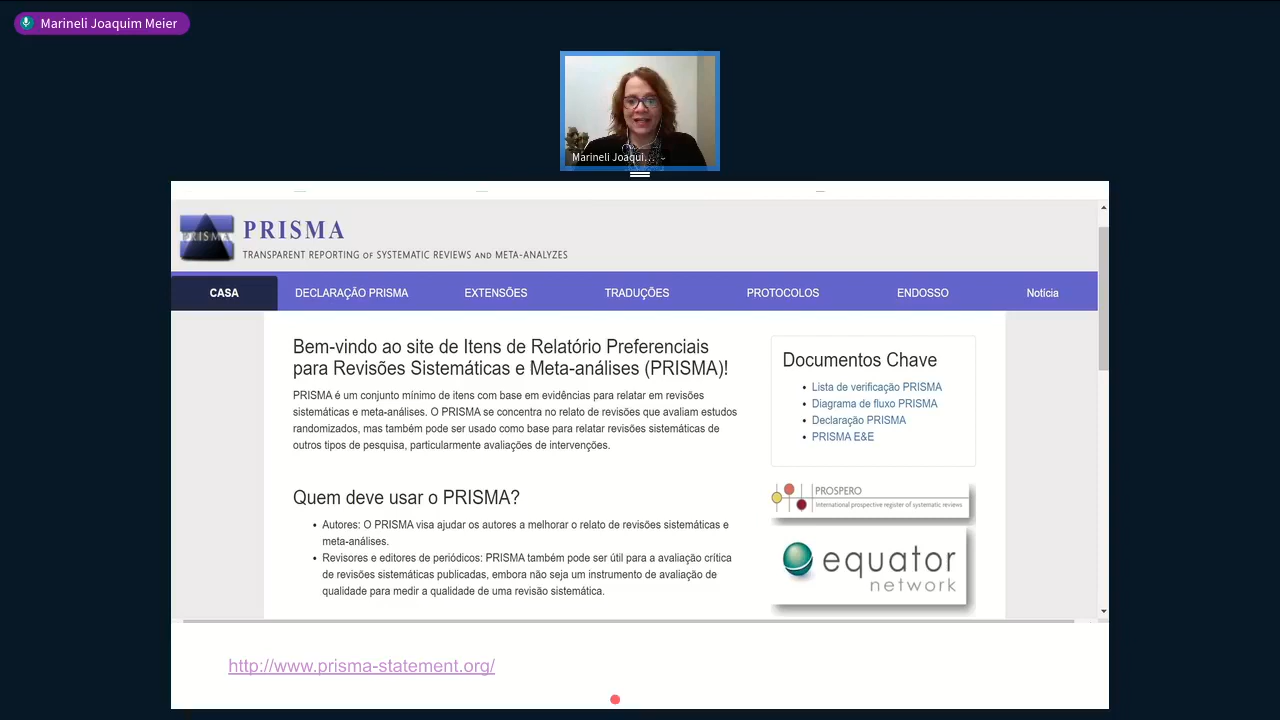 Marineli Joaquim Meier
Marineli Joaqui...
PRISMA
PRISMA
TRANSPARENT REPORTING OF SYSTEMATIC REVIEWS AND META-ANALYZES
CASA DECLARAÇÃO PRISMA EXTENSÕES TRADUÇÕES PROTOCOLOS ENDOSSO Notícia
Bem-vindo ao site de Itens de Relatório Preferenciais
para Revisões Sistemáticas e Meta-análises (PRISMA)!
PRISMA é um conjunto mínimo de itens com base em evidências para relatar em revisões
sistemáticas e meta-análises. O PRISMA se concentra no relato de revisões que avaliam estudos
randomizados, mas também pode ser usado como base para relatar revisões sistemáticas de
outros tipos de pesquisa, particularmente avaliações de intervenções.
Quem deve usar o PRISMA?
• Autores: O PRISMA visa ajudar os autores a melhorar o relato de revisões sistemáticas e
meta-análises.
• Revisores e editores de periódicos: PRISMA também pode ser útil para a avaliação crítica
de revisões sistemáticas publicadas, embora não seja um instrumento de avaliação de
qualidade para medir a qualidade de uma revisão sistemática.
Documentos Chave
• Lista de verificação PRISMA
• Diagrama de fluxo PRISMA
• Declaração PRISMA
• PRISMA E&E
PROSPERO
International prospective register of systematic reviews
equator
network
http://www.prisma-statement.org/